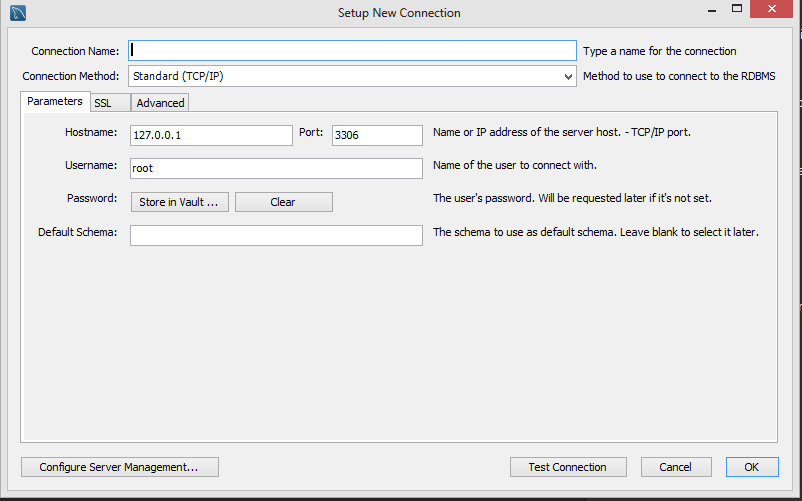 Setup New Connection
Connection Name: Type a name for the connection
Connection Method: Standard (TCP/IP) Method to use to connect to the RDBMS
Parameters SSL Advanced
Hostname: 127.0.0.1 Port: 3306 Name or IP address of the server host. - TCP/IP port.
Username: root Name of the user to connect with.
Password: Store in Vault ... Clear The user's password. Will be requested later if it's not set.
Default Schema: The schema to use as default schema. Leave blank to select it later.
Configure Server Management... Test Connection Cancel OK